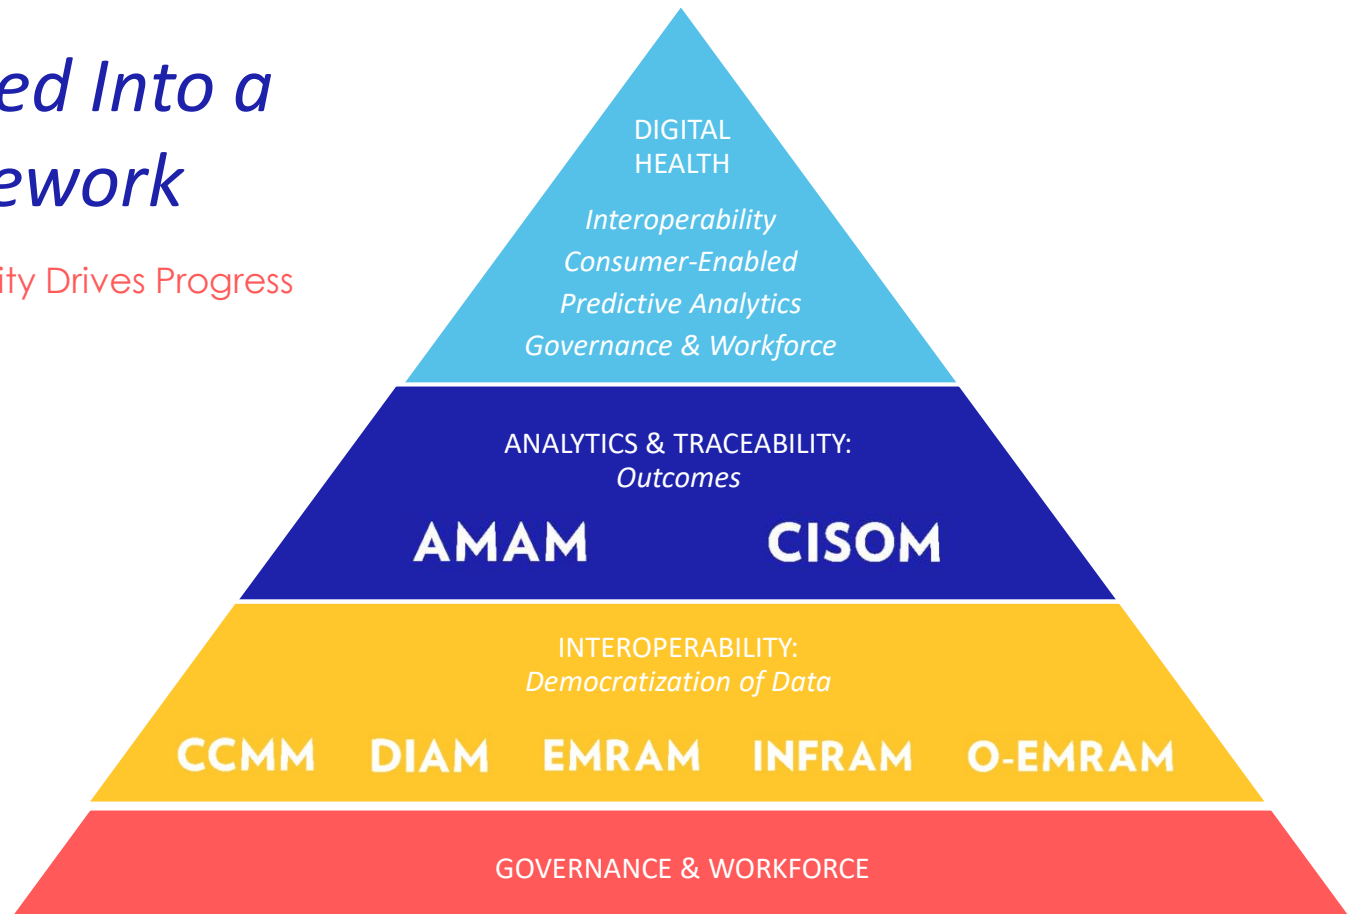 ed Into a
ework
ity Drives Progress
DIGITAL
HEALTH
Interoperability
Consumer-Enabled
Predictive Analytics
Governance & Workforce
ANALYTICS & TRACEABILITY:
Outcomes
AMAM CISOM
INTEROPERABILITY:
Democratization of Data
CCMM DIAM EMRAM INFRAM O-EMRAM
GOVERNANCE & WORKFORCE